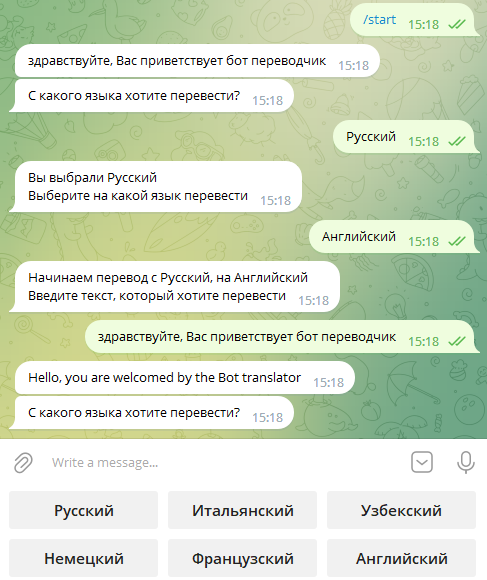 /start 15:18
здравствуйте, Вас приветствует бот переводчик 15:18
С какого языка хотите перевести? 15:18
Русский 15:18
Вы выбрали Русский
Выберите на какой язык перевести 15:18
Английский 15:18
Начинаем перевод с Русский, на Английский
Введите текст, который хотите перевести 15:18
здравствуйте, Вас приветствует бот переводчик 15:18
Hello, you are welcomed by the Bot translator 15:18
С какого языка хотите перевести? 15:18
Write a message...
Русский Итальянский Узбекский
Немецкий Французский Английский